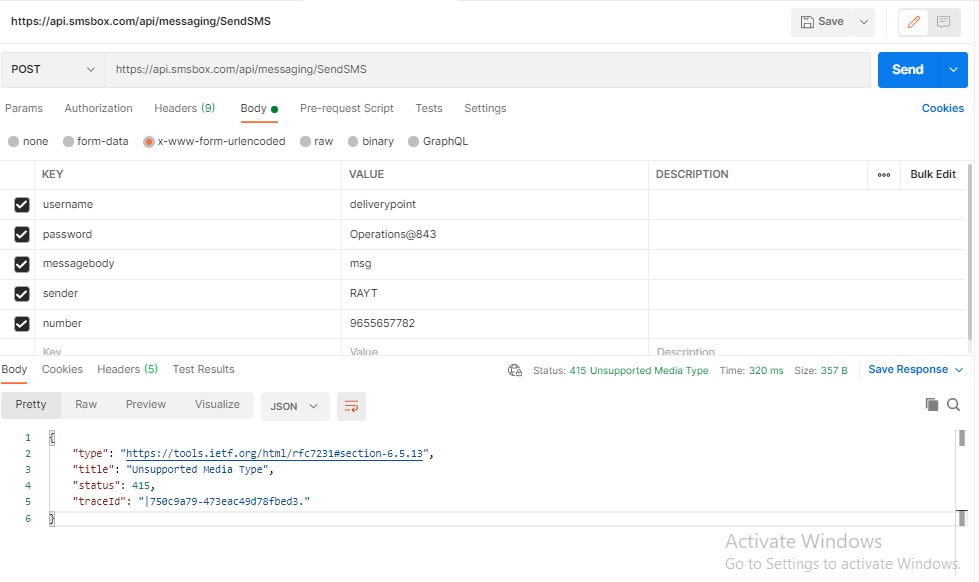 https://api.smsbox.com/api/messaging/SendSMS Save
POST https://api.smsbox.com/api/messaging/SendSMS Send
Params Authorization Headers (9) Body Pre-request Script Tests Settings Cookies
none form-data x-www-form-urlencoded raw binary GraphQL
KEY VALUE DESCRIPTION Bulk Edit
username deliverypoint
password Operations@843
messagebody msg
sender RAYT
number 9655657782
Key Value Description
Body Cookies Headers (5) Test Results Status: 415 Unsupported Media Type Time: 320 ms Size: 357 B Save Response
Pretty Raw Preview Visualize JSON
1 {
2 "type": "https://tools.ietf.org/html/rfc7231#section-6.5.13",
3 "title": "Unsupported Media Type",
4 "status": 415,
5 "traceId": "|750c9a79-473eac49d78fbed3."
6 }
Activate Windows
Go to Settings to activate Windows.